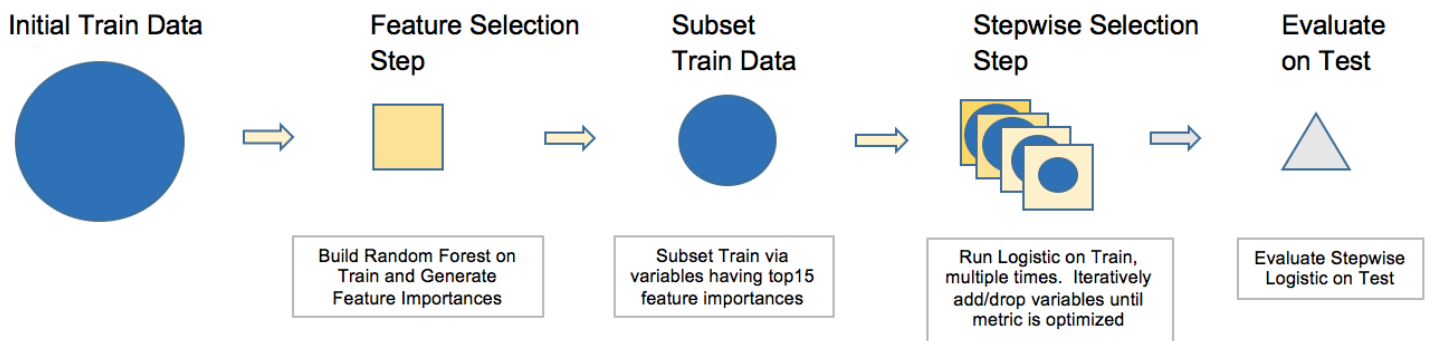 Initial Train Data
Feature Selection
Step
Subset
Train Data
Stepwise Selection
Step
Evaluate
on Test
Build Random Forest on
Train and Generate
Feature Importances
Subset Train via
variables having top15
feature importances
Run Logistic on Train,
multiple times.  Iteratively
add/drop variables until
metric is optimized
Evaluate Stepwise
Logistic on Test